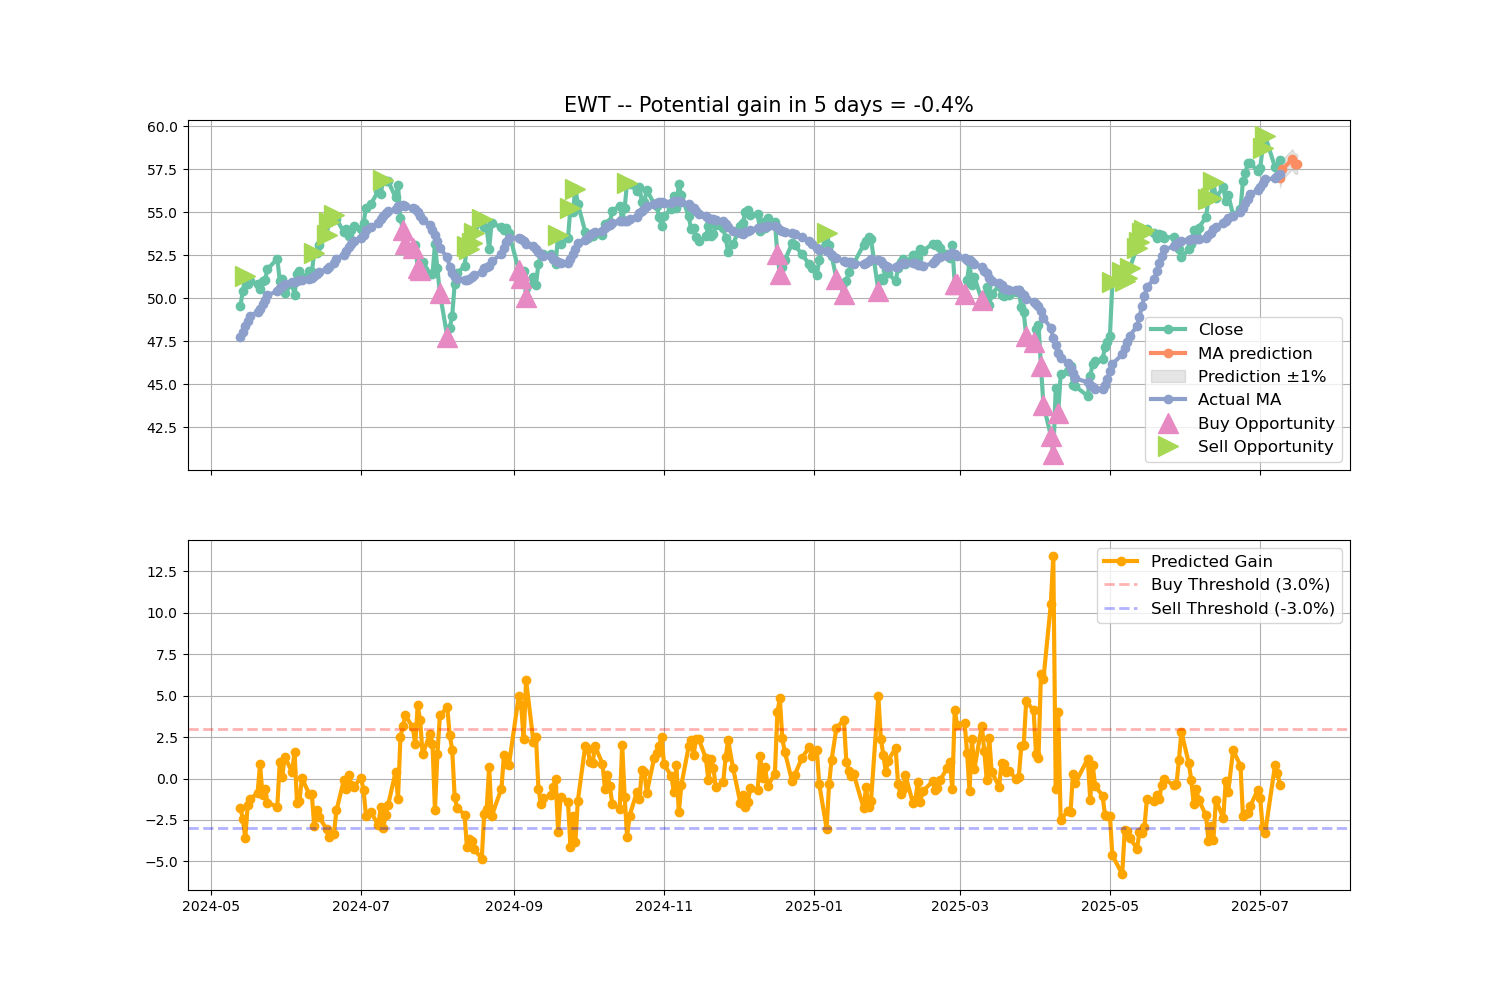 EWT -- Potential gain in 5 days = -0.4%
60.0
57.5
55.0
52.5
50.0
47.5
45.0
42.5
Close
MA prediction
Prediction ±1%
Actual MA
Buy Opportunity
Sell Opportunity
12.5
10.0
7.5
5.0
2.5
0.0
−2.5
−5.0
Predicted Gain
Buy Threshold (3.0%)
Sell Threshold (-3.0%)
2024-05
2024-07
2024-09
2024-11
2025-01
2025-03
2025-05
2025-07